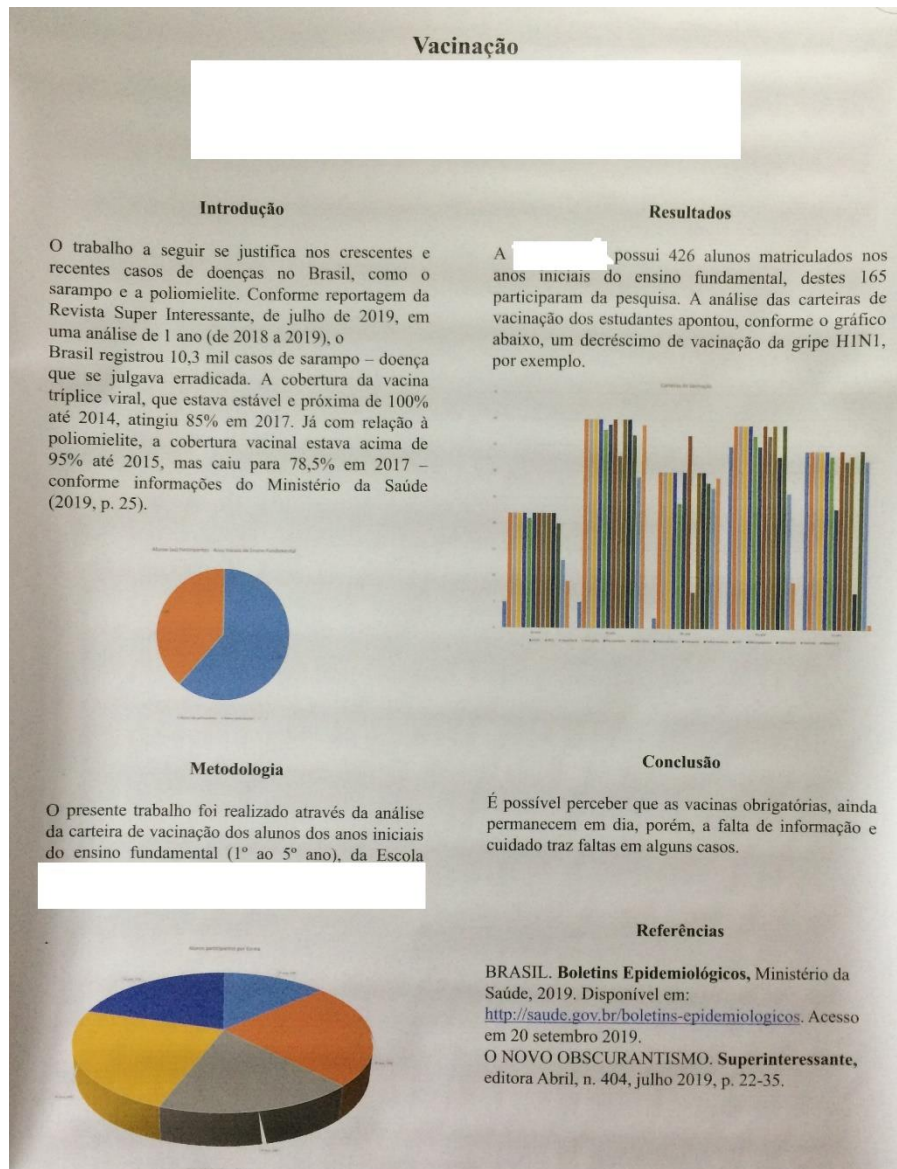 Vacinação
Introdução
O trabalho a seguir se justifica nos crescentes e
recentes casos de doenças no Brasil, como o
sarampo e a poliomielite. Conforme reportagem da
Revista Super Interessante, de julho de 2019, em
uma análise de 1 ano (de 2018 a 2019), o
Brasil registrou 10,3 mil casos de sarampo – doença
que se julgava erradicada. A cobertura da vacina
tríplice viral, que estava estável e próxima de 100%
até 2014, atingiu 85% em 2017. Já com relação à
poliomielite, a cobertura vacinal estava acima de
95% até 2015, mas caiu para 78,5% em 2017 –
conforme informações do Ministério da Saúde
(2019, p. 25).
Metodologia
O presente trabalho foi realizado através da análise
da carteira de vacinação dos alunos dos anos iniciais
do ensino fundamental (1º ao 5º ano), da Escola
Alunos participantes por turma
Resultados
A possui 426 alunos matriculados nos
anos iniciais do ensino fundamental, destes 165
participaram da pesquisa. A análise das carteiras de
vacinação dos estudantes apontou, conforme o gráfico
abaixo, um decréscimo de vacinação da gripe H1N1,
por exemplo.
Carteiras de vacinação
Conclusão
É possível perceber que as vacinas obrigatórias, ainda
permanecem em dia, porém, a falta de informação e
cuidado traz faltas em alguns casos.
Referências
BRASIL. Boletins Epidemiológicos, Ministério da
Saúde, 2019. Disponível em:
http://saude.gov.br/boletins-epidemiologicos. Acesso
em 20 setembro 2019.
O NOVO OBSCURANTISMO. Superinteressante,
editora Abril, n. 404, julho 2019, p. 22-35.